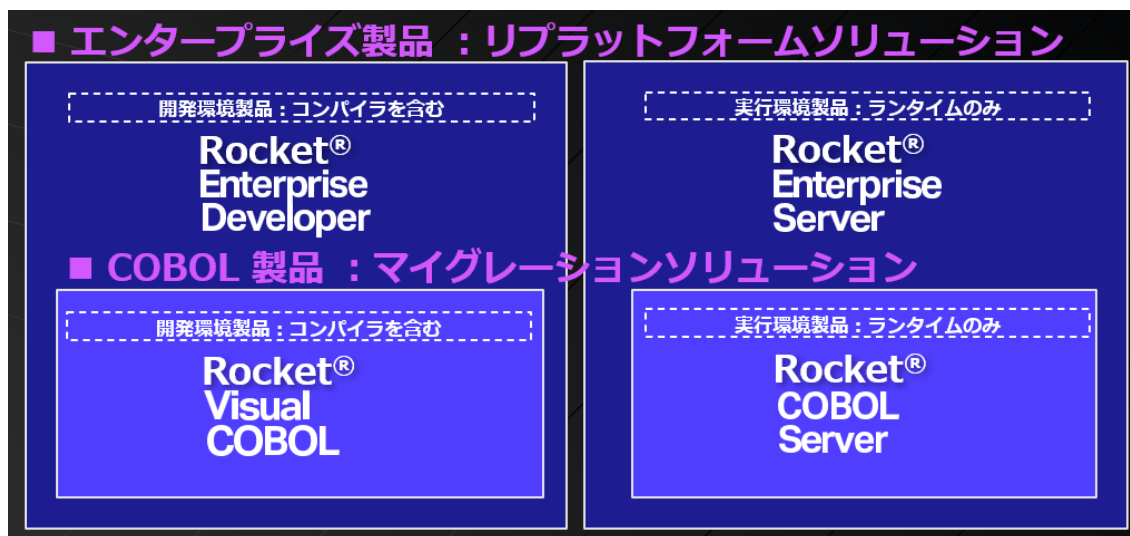 ■ エンタープライズ製品 ：リプラットフォームソリューション
開発環境製品：コンパイラを含む
Rocket®
Enterprise
Developer
実行環境製品：ランタイムのみ
Rocket®
Enterprise
Server
■ COBOL 製品 ：マイグレーションソリューション
開発環境製品：コンパイラを含む
Rocket®
Visual
COBOL
実行環境製品：ランタイムのみ
Rocket®
COBOL
Server